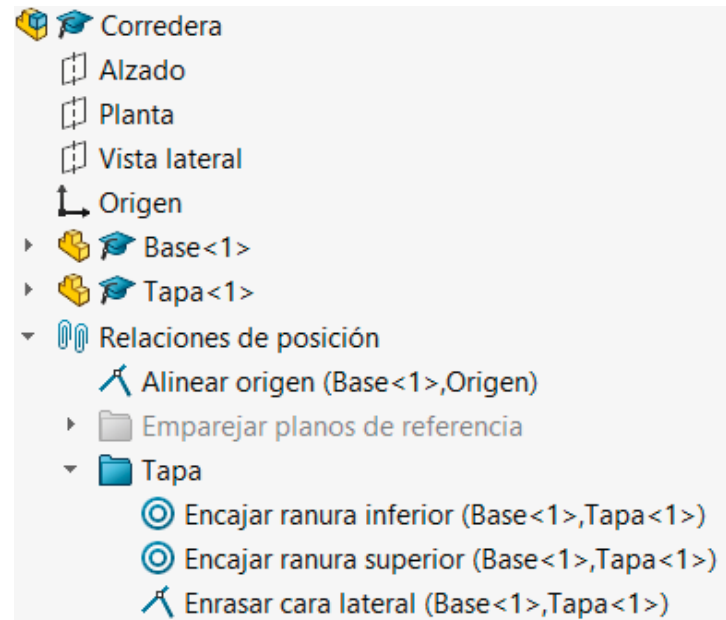 Corredera
Alzado
Planta
Vista lateral
Origen
Base<1>
Tapa<1>
Relaciones de posición
Alinear origen (Base<1>,Origen)
Emparejar planos de referencia
Tapa
Encajar ranura inferior (Base<1>,Tapa<1>)
Encajar ranura superior (Base<1>,Tapa<1>)
Enrasar cara lateral (Base<1>,Tapa<1>)